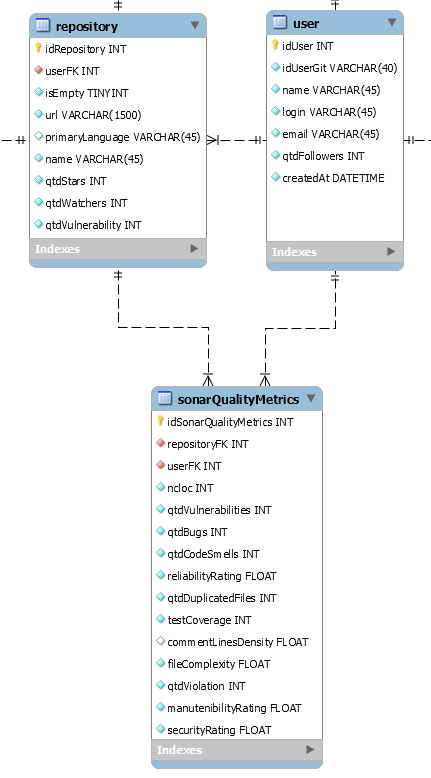 repository
idRepository INT
userFK INT
isEmpty TINYINT
url VARCHAR(1500)
primaryLanguage VARCHAR(45)
name VARCHAR(45)
qtdStars INT
qtdWatchers INT
qtdVulnerability INT
Indexes
user
idUser INT
idUserGit VARCHAR(40)
name VARCHAR(45)
login VARCHAR(45)
email VARCHAR(45)
qtdFollowers INT
createdAt DATETIME
Indexes
sonarQualityMetrics
idSonarQualityMetrics INT
repositoryFK INT
userFK INT
ncloc INT
qtdVulnerabilities INT
qtdBugs INT
qtdCodeSmells INT
reliabilityRating FLOAT
qtdDuplicatedFiles INT
testCoverage INT
commentLinesDensity FLOAT
fileComplexity FLOAT
qtdViolation INT
manutenibilityRating FLOAT
securityRating FLOAT
Indexes